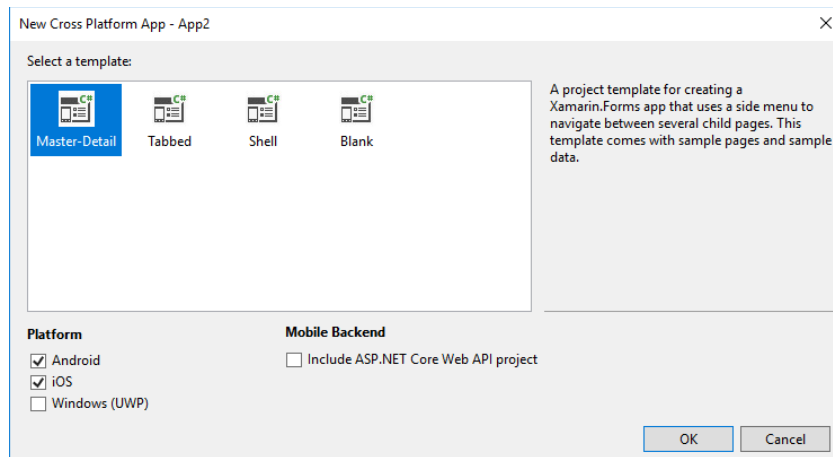 New Cross Platform App - App2
Select a template:
C#
C#
C#
C#
Master-Detail
Tabbed
Shell
Blank
A project template for creating a
Xamarin.Forms app that uses a side menu to
navigate between several child pages. This
template comes with sample pages and sample
data.
Platform
Android
iOS
Windows (UWP)
Mobile Backend
Include ASP.NET Core Web API project
OK
Cancel